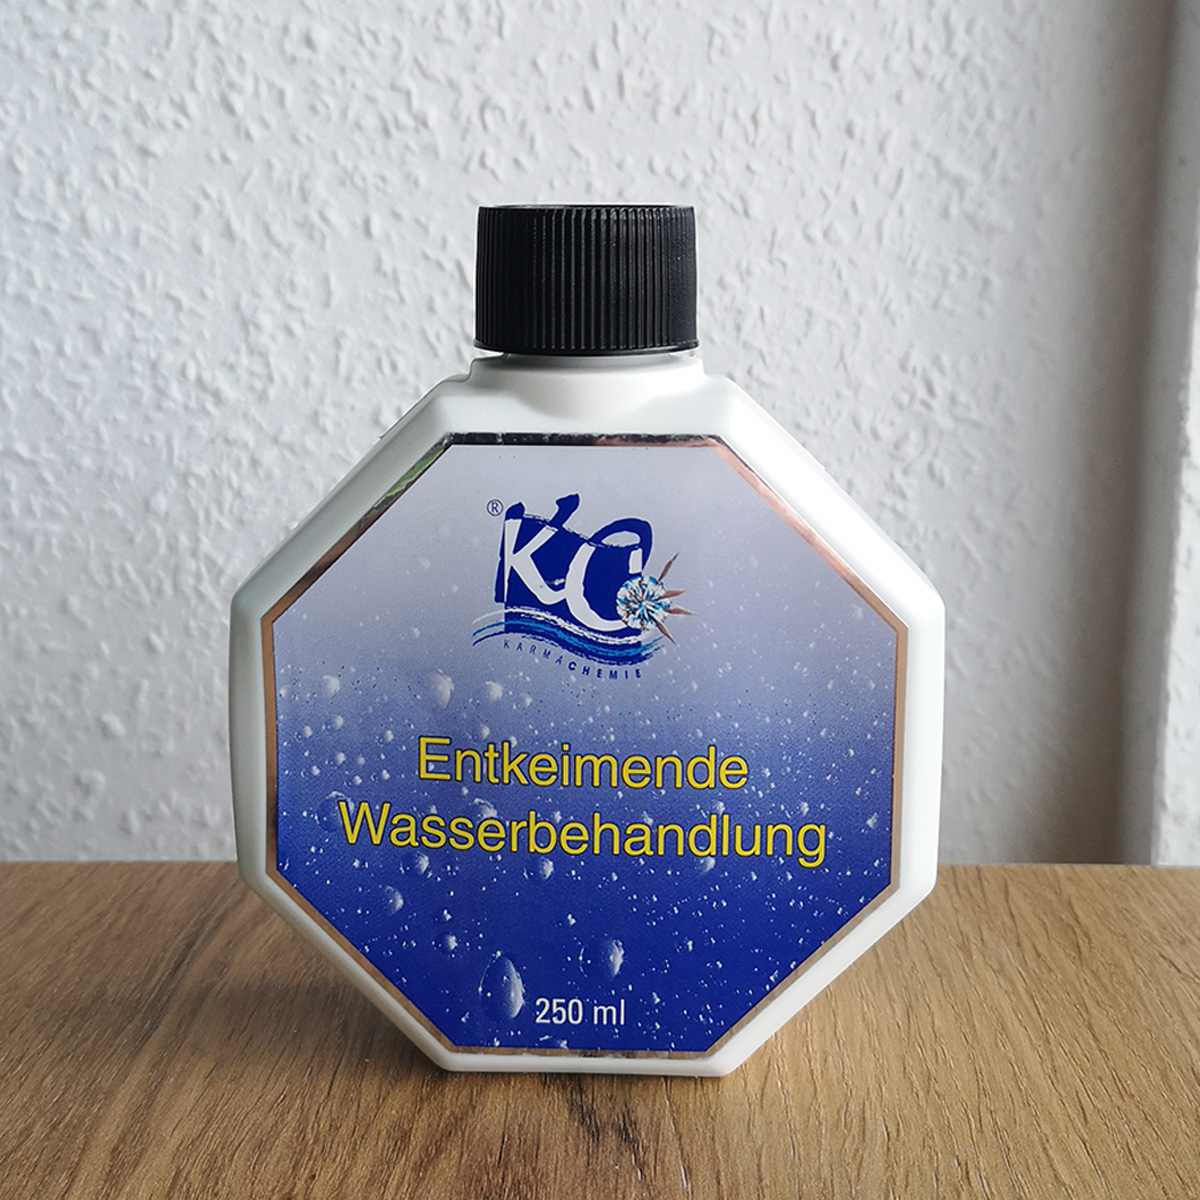 ®
KC
KARMACHEMIE
Entkeimende
Wasserbehandlung
250 ml